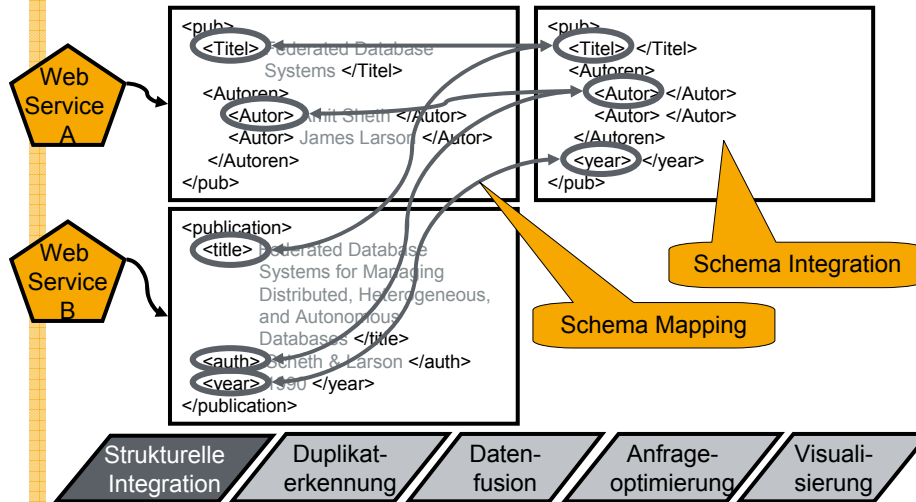 Web
Service
A
<pub>
<Titel> Federated Database
Systems </Titel>
<Autoren>
<Autor> Amit Sheth </Autor>
<Autor> James Larson </Autor>
</Autoren>
</pub>
<pub>
<Titel> </Titel>
<Autoren>
<Autor> </Autor>
<Autor> </Autor>
</Autoren>
<year> </year>
</pub>
Web
Service
B
<publication>
<title> Federated Database
Systems for Managing
Distributed, Heterogeneous,
and Autonomous
Databases </title>
<auth> Scheth & Larson </auth>
<year> 1990 </year>
</publication>
Schema Integration
Schema Mapping
Strukturelle
Integration
Duplikat-
erkennung
Daten-
fusion
Anfrage-
optimierung
Visuali-
sierung